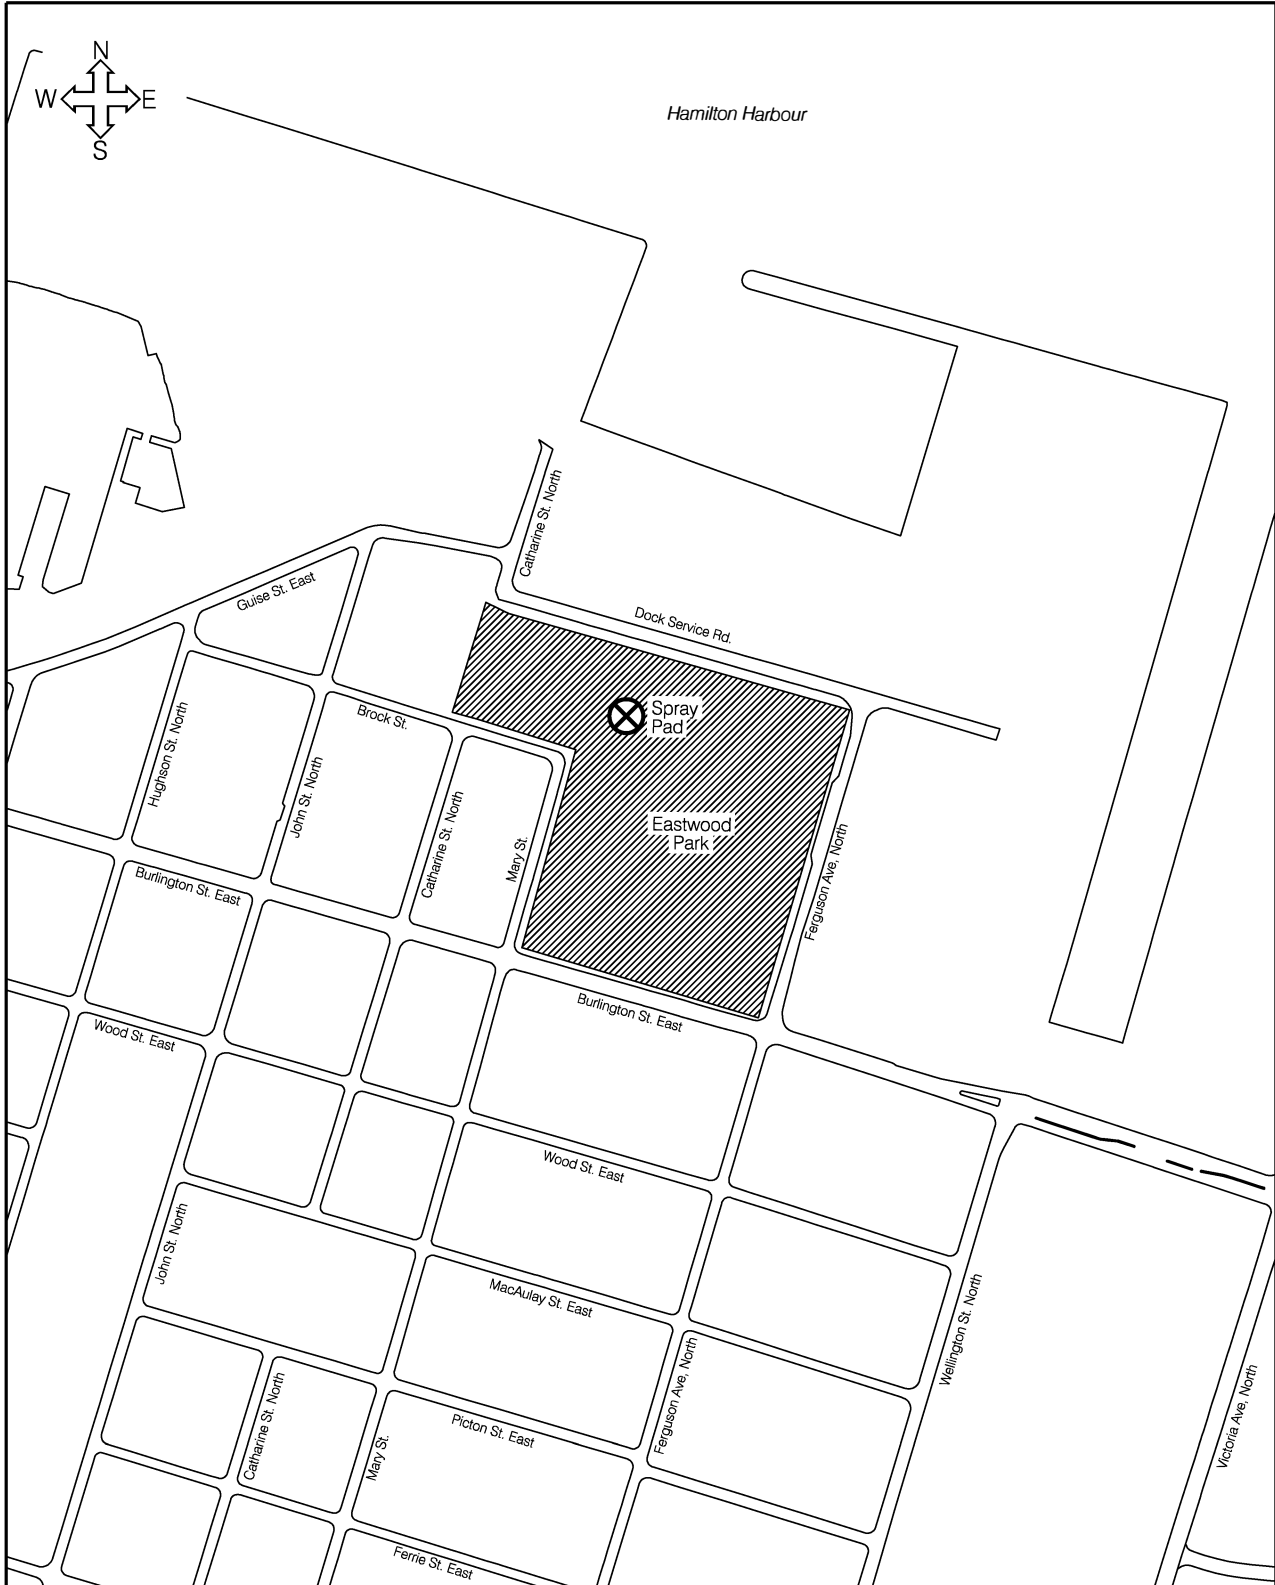 N
W E
S
Hamilton Harbour
Catharine St. North
Guise St. East
Dock Service Rd.
Brock St.
Spray
Pad
Hughson St. North
John St. North
Catharine St. North
Mary St.
Eastwood
Park
Ferguson Ave, North
Burlington St. East
Burlington St. East
Wood St. East
Wood St. East
John St. North
MacAulay St. East
Wellington St. North
Ferguson Ave, North
Catharine St. North
Mary St.
Picton St. East
Victoria Ave, North
Ferrie St. East